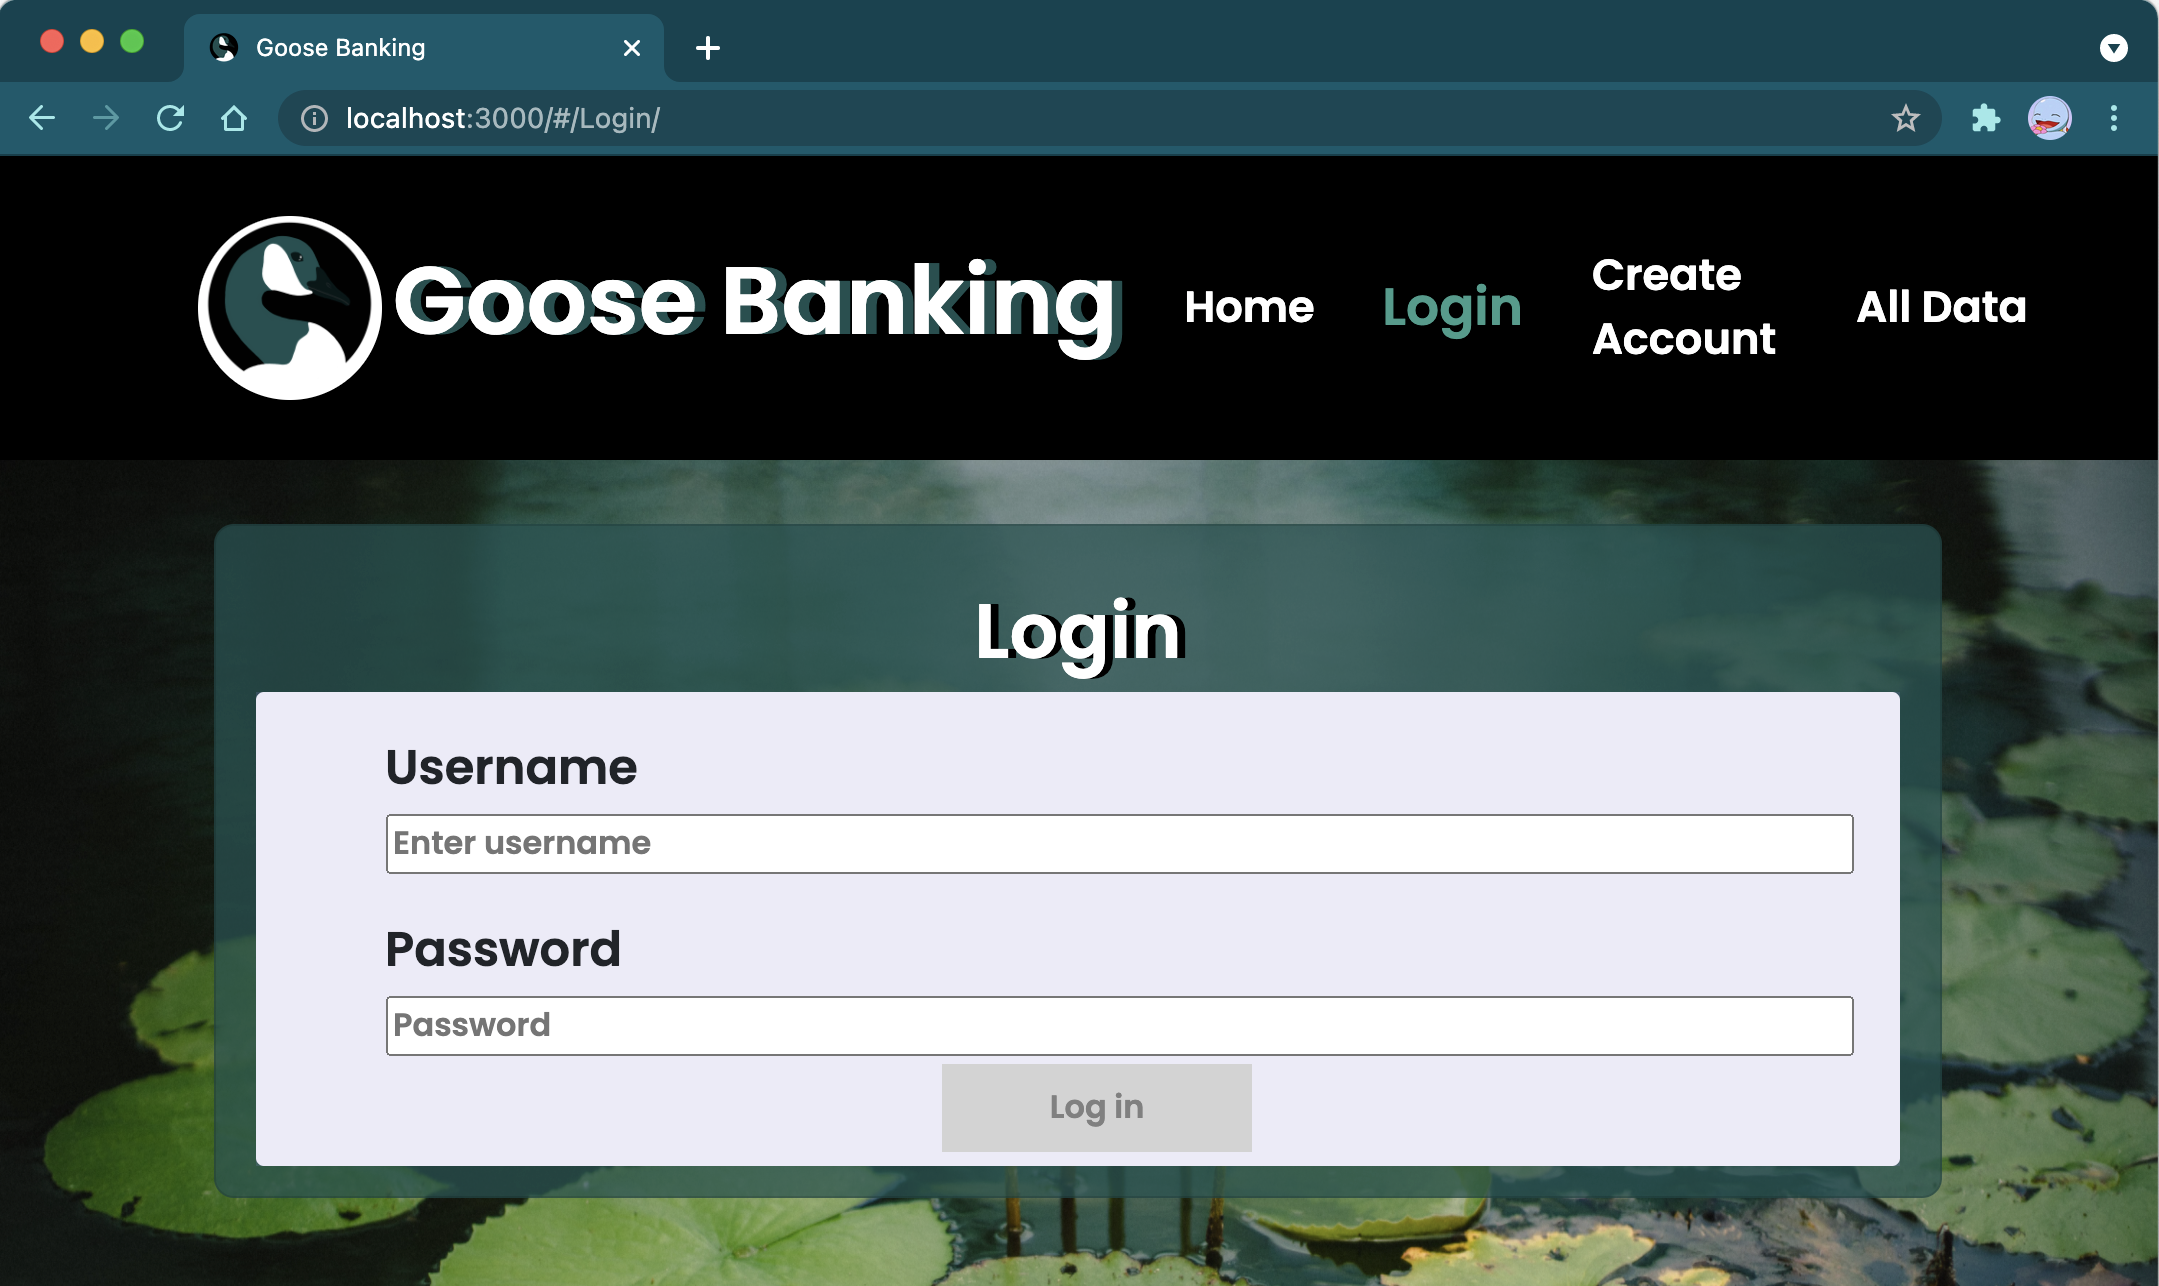 Goose Banking
localhost:3000/#/Login/
Goose Banking
Home
Login
Create
Account
All Data
Login
Username
Enter username
Password
Password
Log in